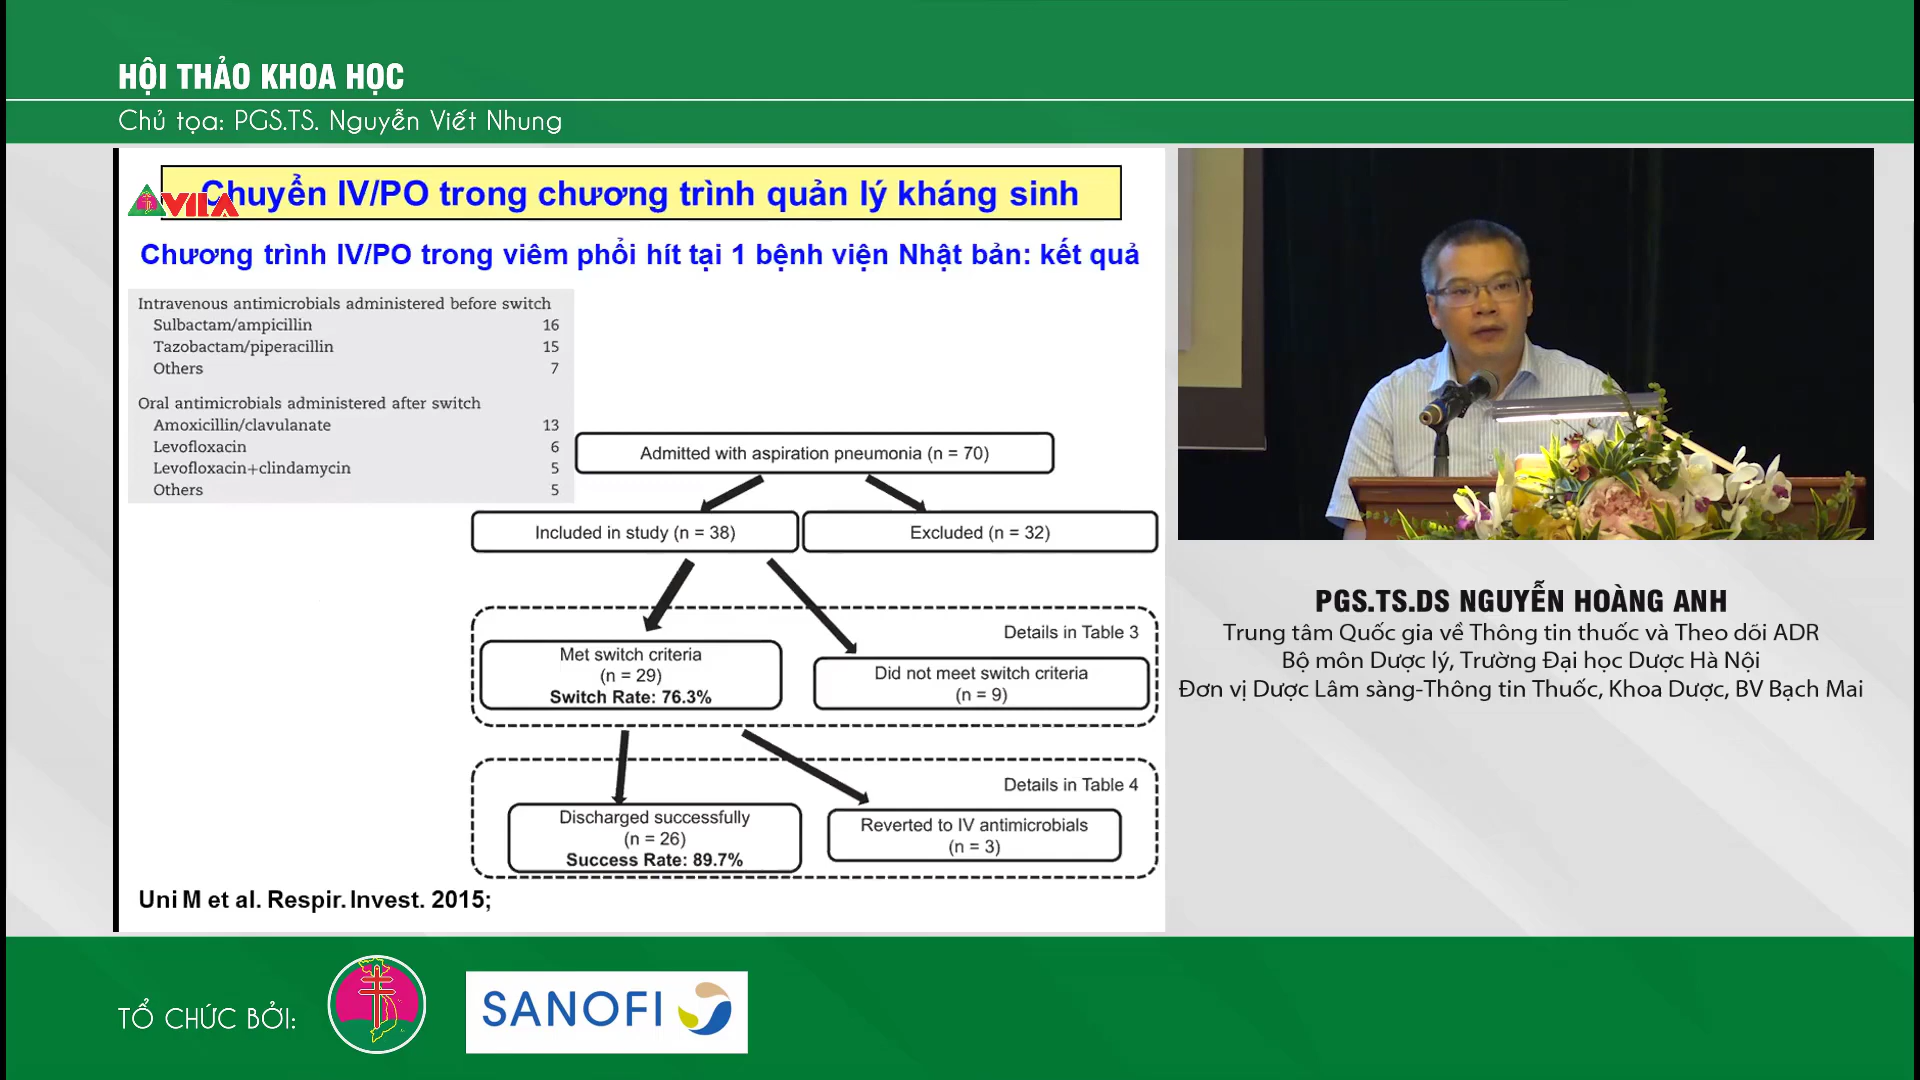 HỘI THẢO KHOA HỌC
Chủ tọa: PGS.TS. Nguyễn Viết Nhung
Chuyển IV/PO trong chương trình quản lý kháng sinh
VILA
Chương trình IV/PO trong viêm phổi hít tại 1 bệnh viện Nhật bản: kết quả
Intravenous antimicrobials administered before switch
Sulbactam/ampicillin 16
Tazobactam/piperacillin 15
Others 7
Oral antimicrobials administered after switch
Amoxicillin/clavulanate 13
Levofloxacin 6
Levofloxacin+clindamycin 5
Others 5
Admitted with aspiration pneumonia (n = 70)
Included in study (n = 38)
Excluded (n = 32)
Details in Table 3
Met switch criteria
(n = 29)
Switch Rate: 76.3%
Did not meet switch criteria
(n = 9)
Details in Table 4
Discharged successfully
(n = 26)
Success Rate: 89.7%
Reverted to IV antimicrobials
(n = 3)
Uni M et al. Respir. Invest. 2015;
PGS.TS.DS NGUYỄN HOÀNG ANH
Trung tâm Quốc gia về Thông tin thuốc và Theo dõi ADR
Bộ môn Dược lý, Trường Đại học Dược Hà Nội
Đơn vị Dược Lâm sàng-Thông tin Thuốc, Khoa Dược, BV Bạch Mai
TỔ CHỨC BỞI:
SANOFI